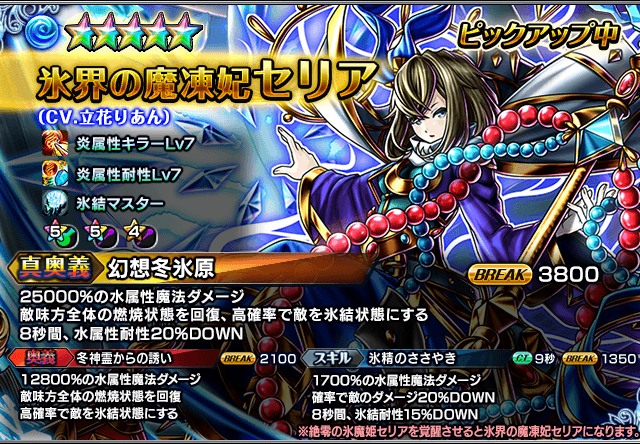 ピックアップ中
氷界の魔凍妃セリア
(CV.立花りあん)
炎属性キラーLv7
炎属性耐性Lv7
氷結マスター
5 5 4
真奥義 幻想冬氷原 BREAK 3800
25000%の水属性魔法ダメージ
敵味方全体の燃焼状態を回復、高確率で敵を氷結状態にする
8秒間、水属性耐性20%DOWN
奥義 冬神霊からの誘い BREAK 2100
12800%の水属性魔法ダメージ
敵味方全体の燃焼状態を回復
高確率で敵を氷結状態にする
スキル 氷精のささやき CT 9秒 BREAK 1350
1700%の水属性魔法ダメージ
確率で敵のダメージ20%DOWN
8秒間、氷結耐性15%DOWN
※絶零の氷魔姫セリアを覚醒させると氷界の魔凍妃セリアになります。